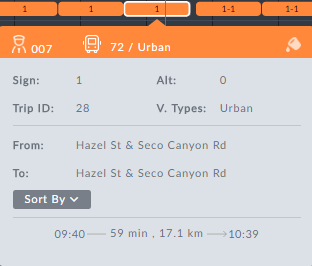 1 1 1 1-1 1-1
007 72 / Urban
Sign: 1 Alt: 0
Trip ID: 28 V. Types: Urban
From: Hazel St & Seco Canyon Rd
To: Hazel St & Seco Canyon Rd
Sort By
09:40 59 min , 17.1 km 10:39